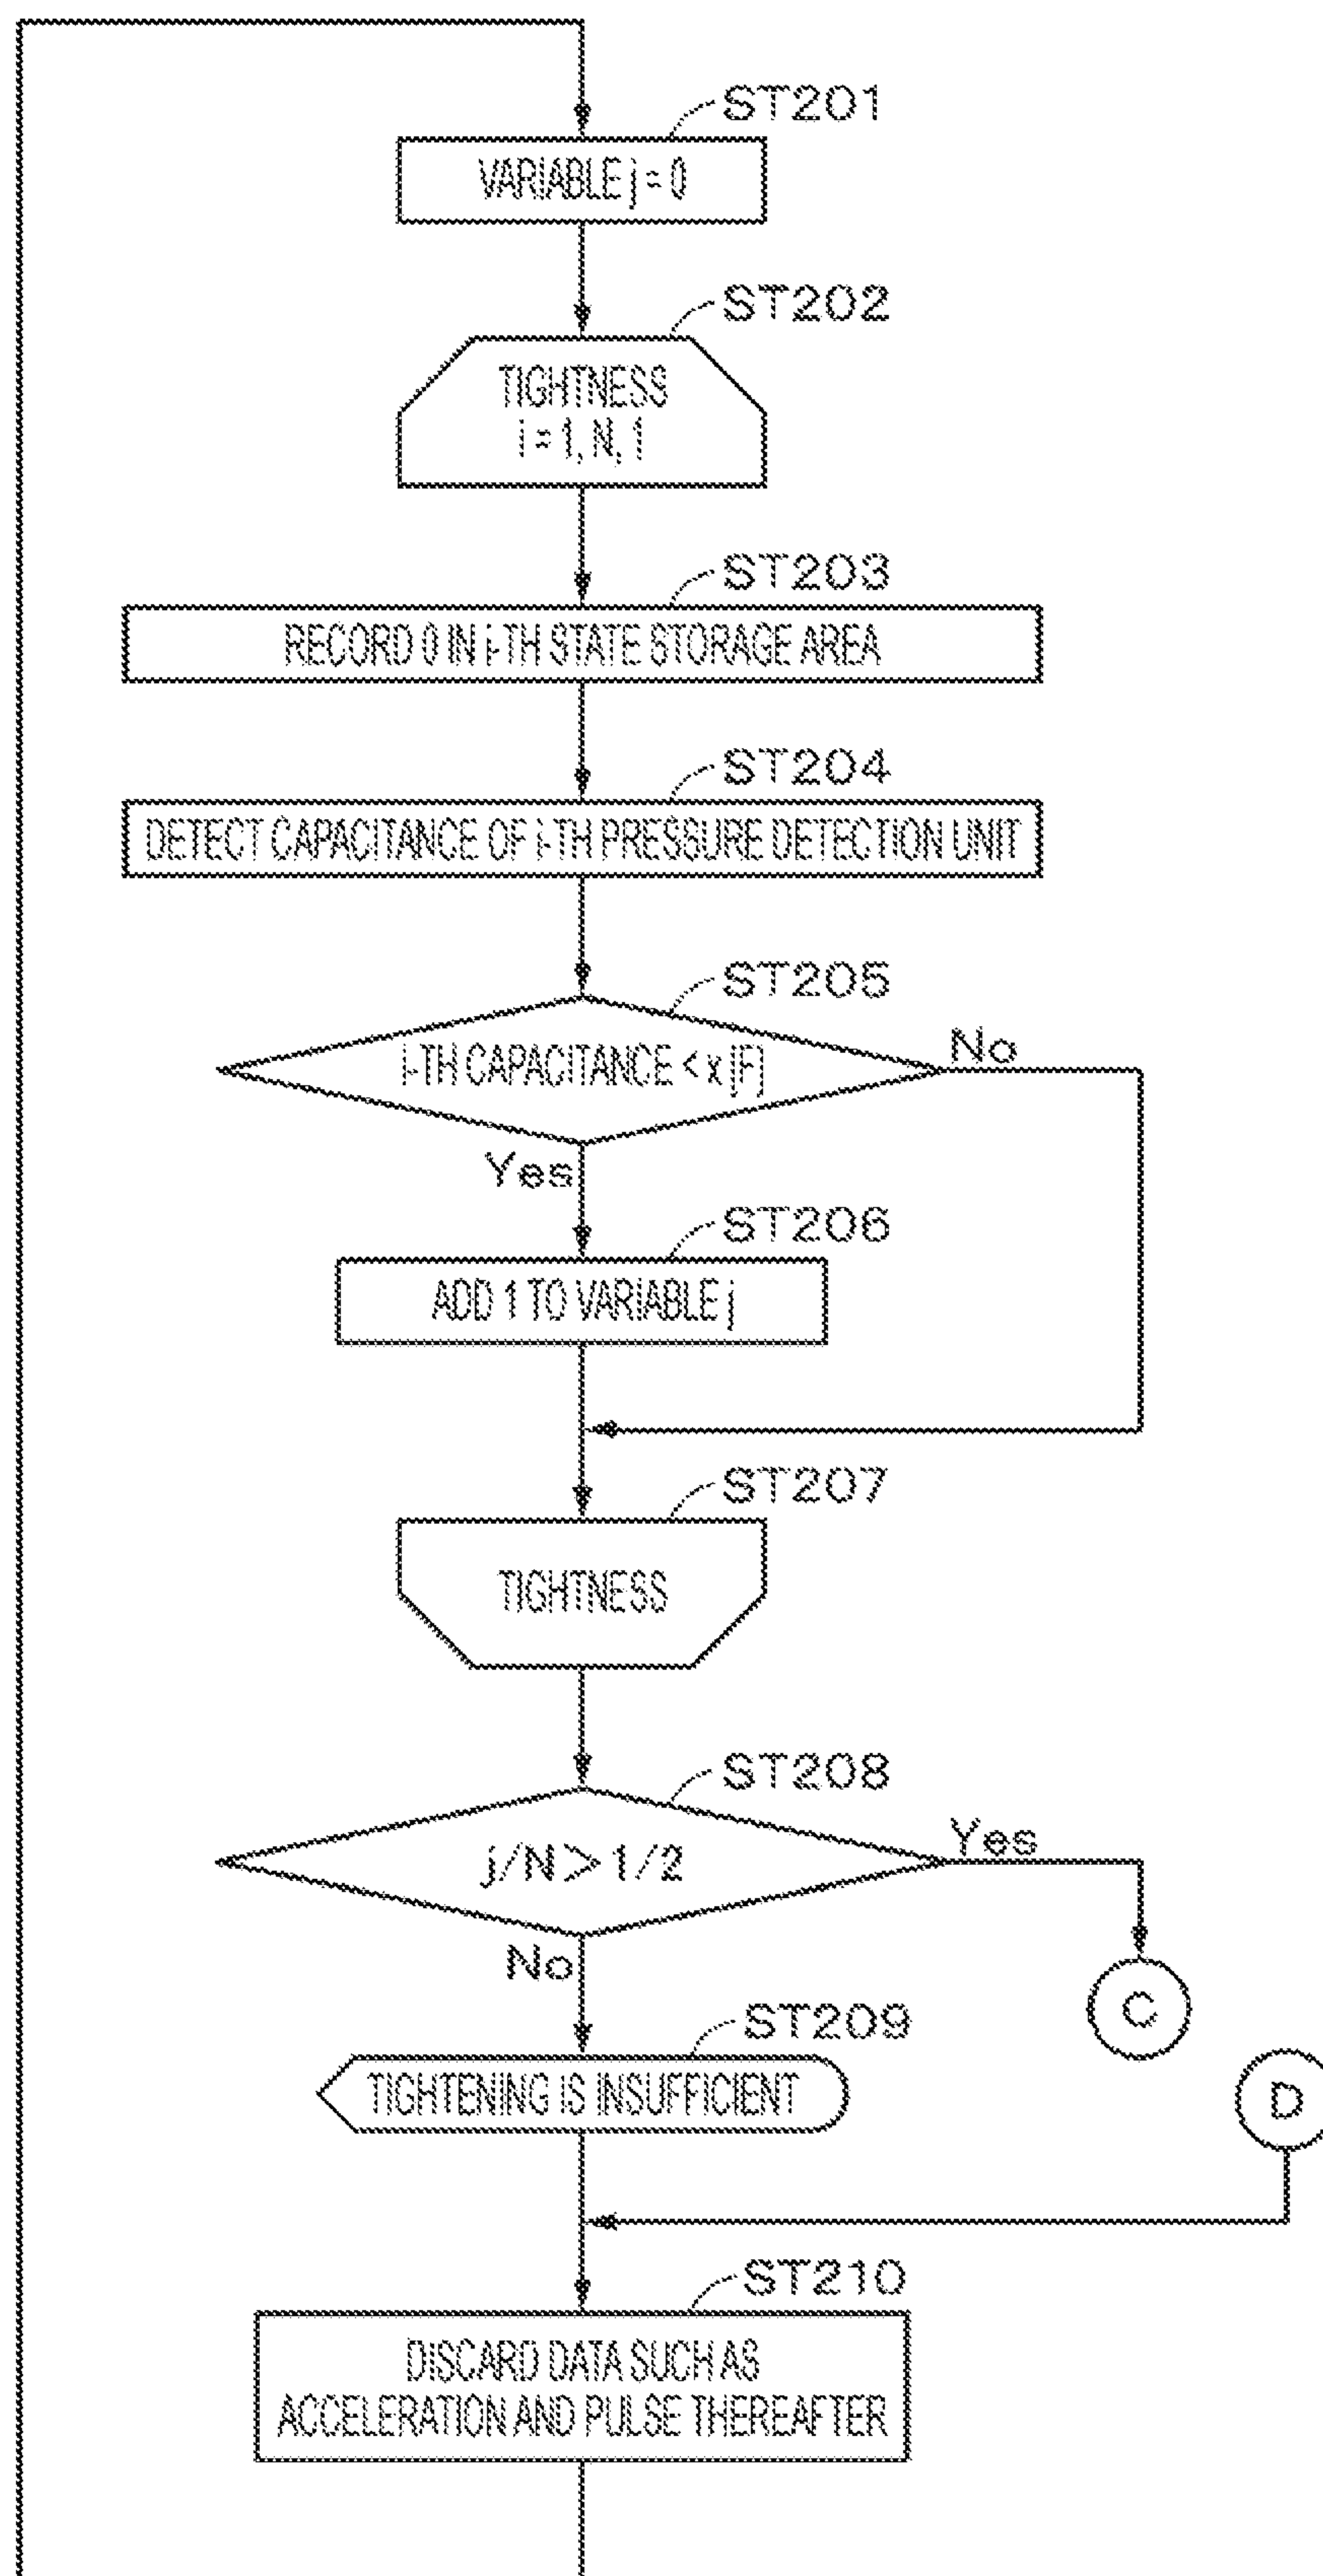 ST201
VARIABLE j = 0
ST202
TIGHTNESS
i = 1, N, 1
ST203
RECORD 0 IN i-TH STATE STORAGE AREA
ST204
DETECT CAPACITANCE OF i-TH PRESSURE DETECTION UNIT
ST205
i-TH CAPACITANCE < x [F]
No
Yes
ST206
ADD 1 TO VARIABLE j
ST207
TIGHTNESS
ST208
j/N>1/2
Yes
No
C
ST209
TIGHTENING IS INSUFFICIENT
D
ST210
DISCARD DATA SUCH AS
ACCELERATION AND PULSE THEREAFTER